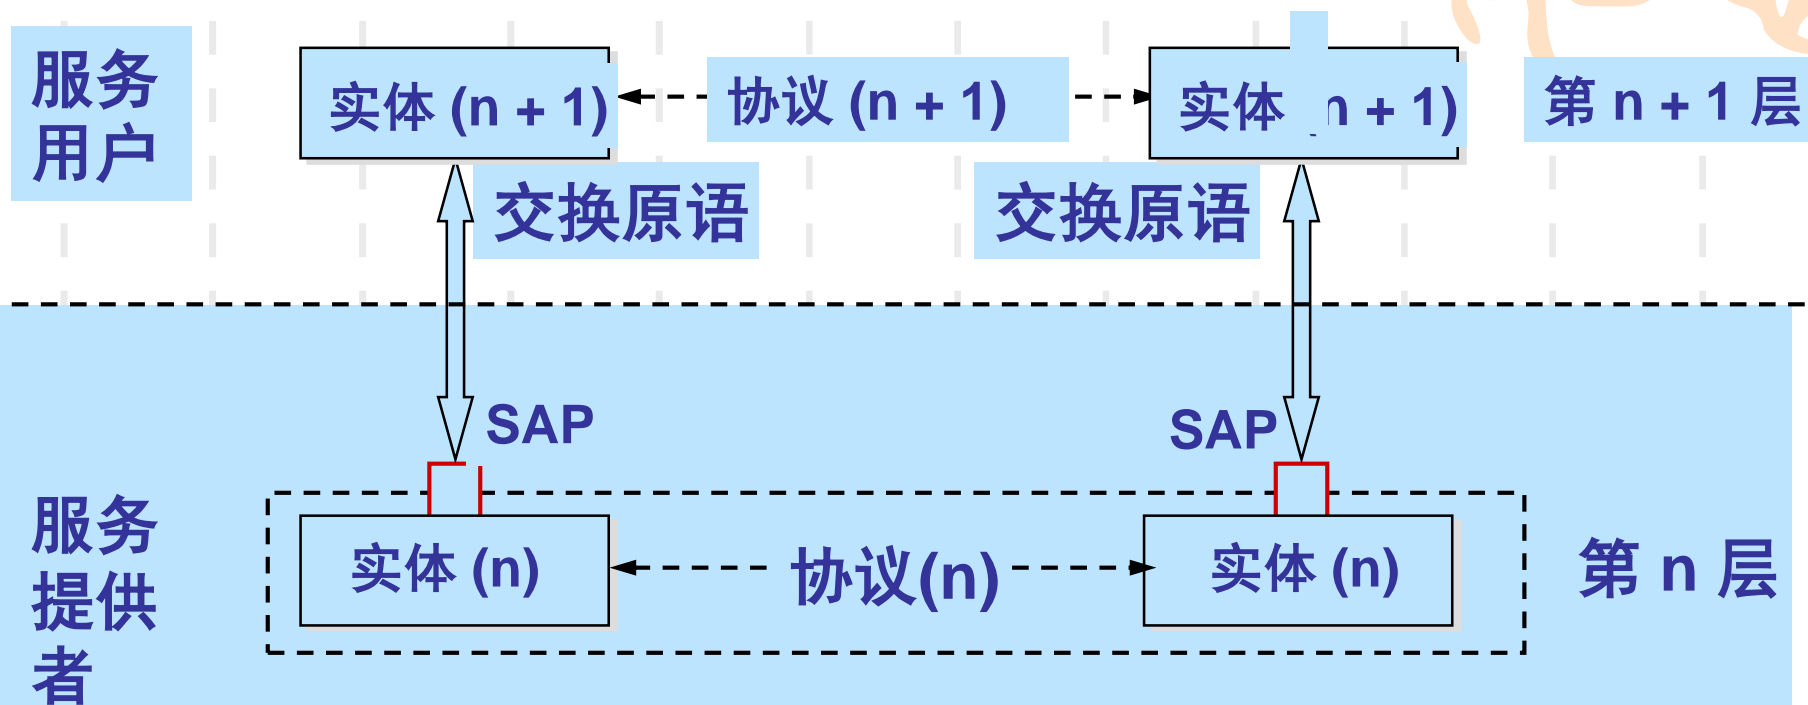 服务
用户
实体 (n + 1)
协议 (n + 1)
实体 n + 1)
第 n + 1 层
交换原语
交换原语
SAP
SAP
服务
提供
者
实体 (n)
协议(n)
实体 (n)
第 n 层